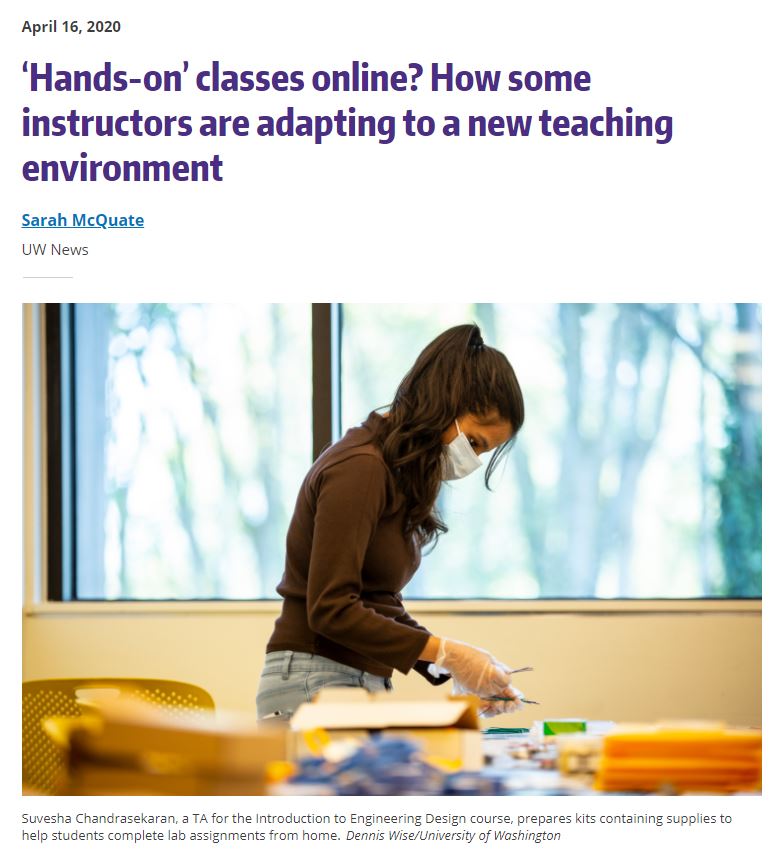 April 16, 2020
‘Hands-on’ classes online? How some
instructors are adapting to a new teaching
environment
Sarah McQuate
UW News
Suvesha Chandrasekaran, a TA for the Introduction to Engineering Design course, prepares kits containing supplies to
help students complete lab assignments from home. Dennis Wise/University of Washington